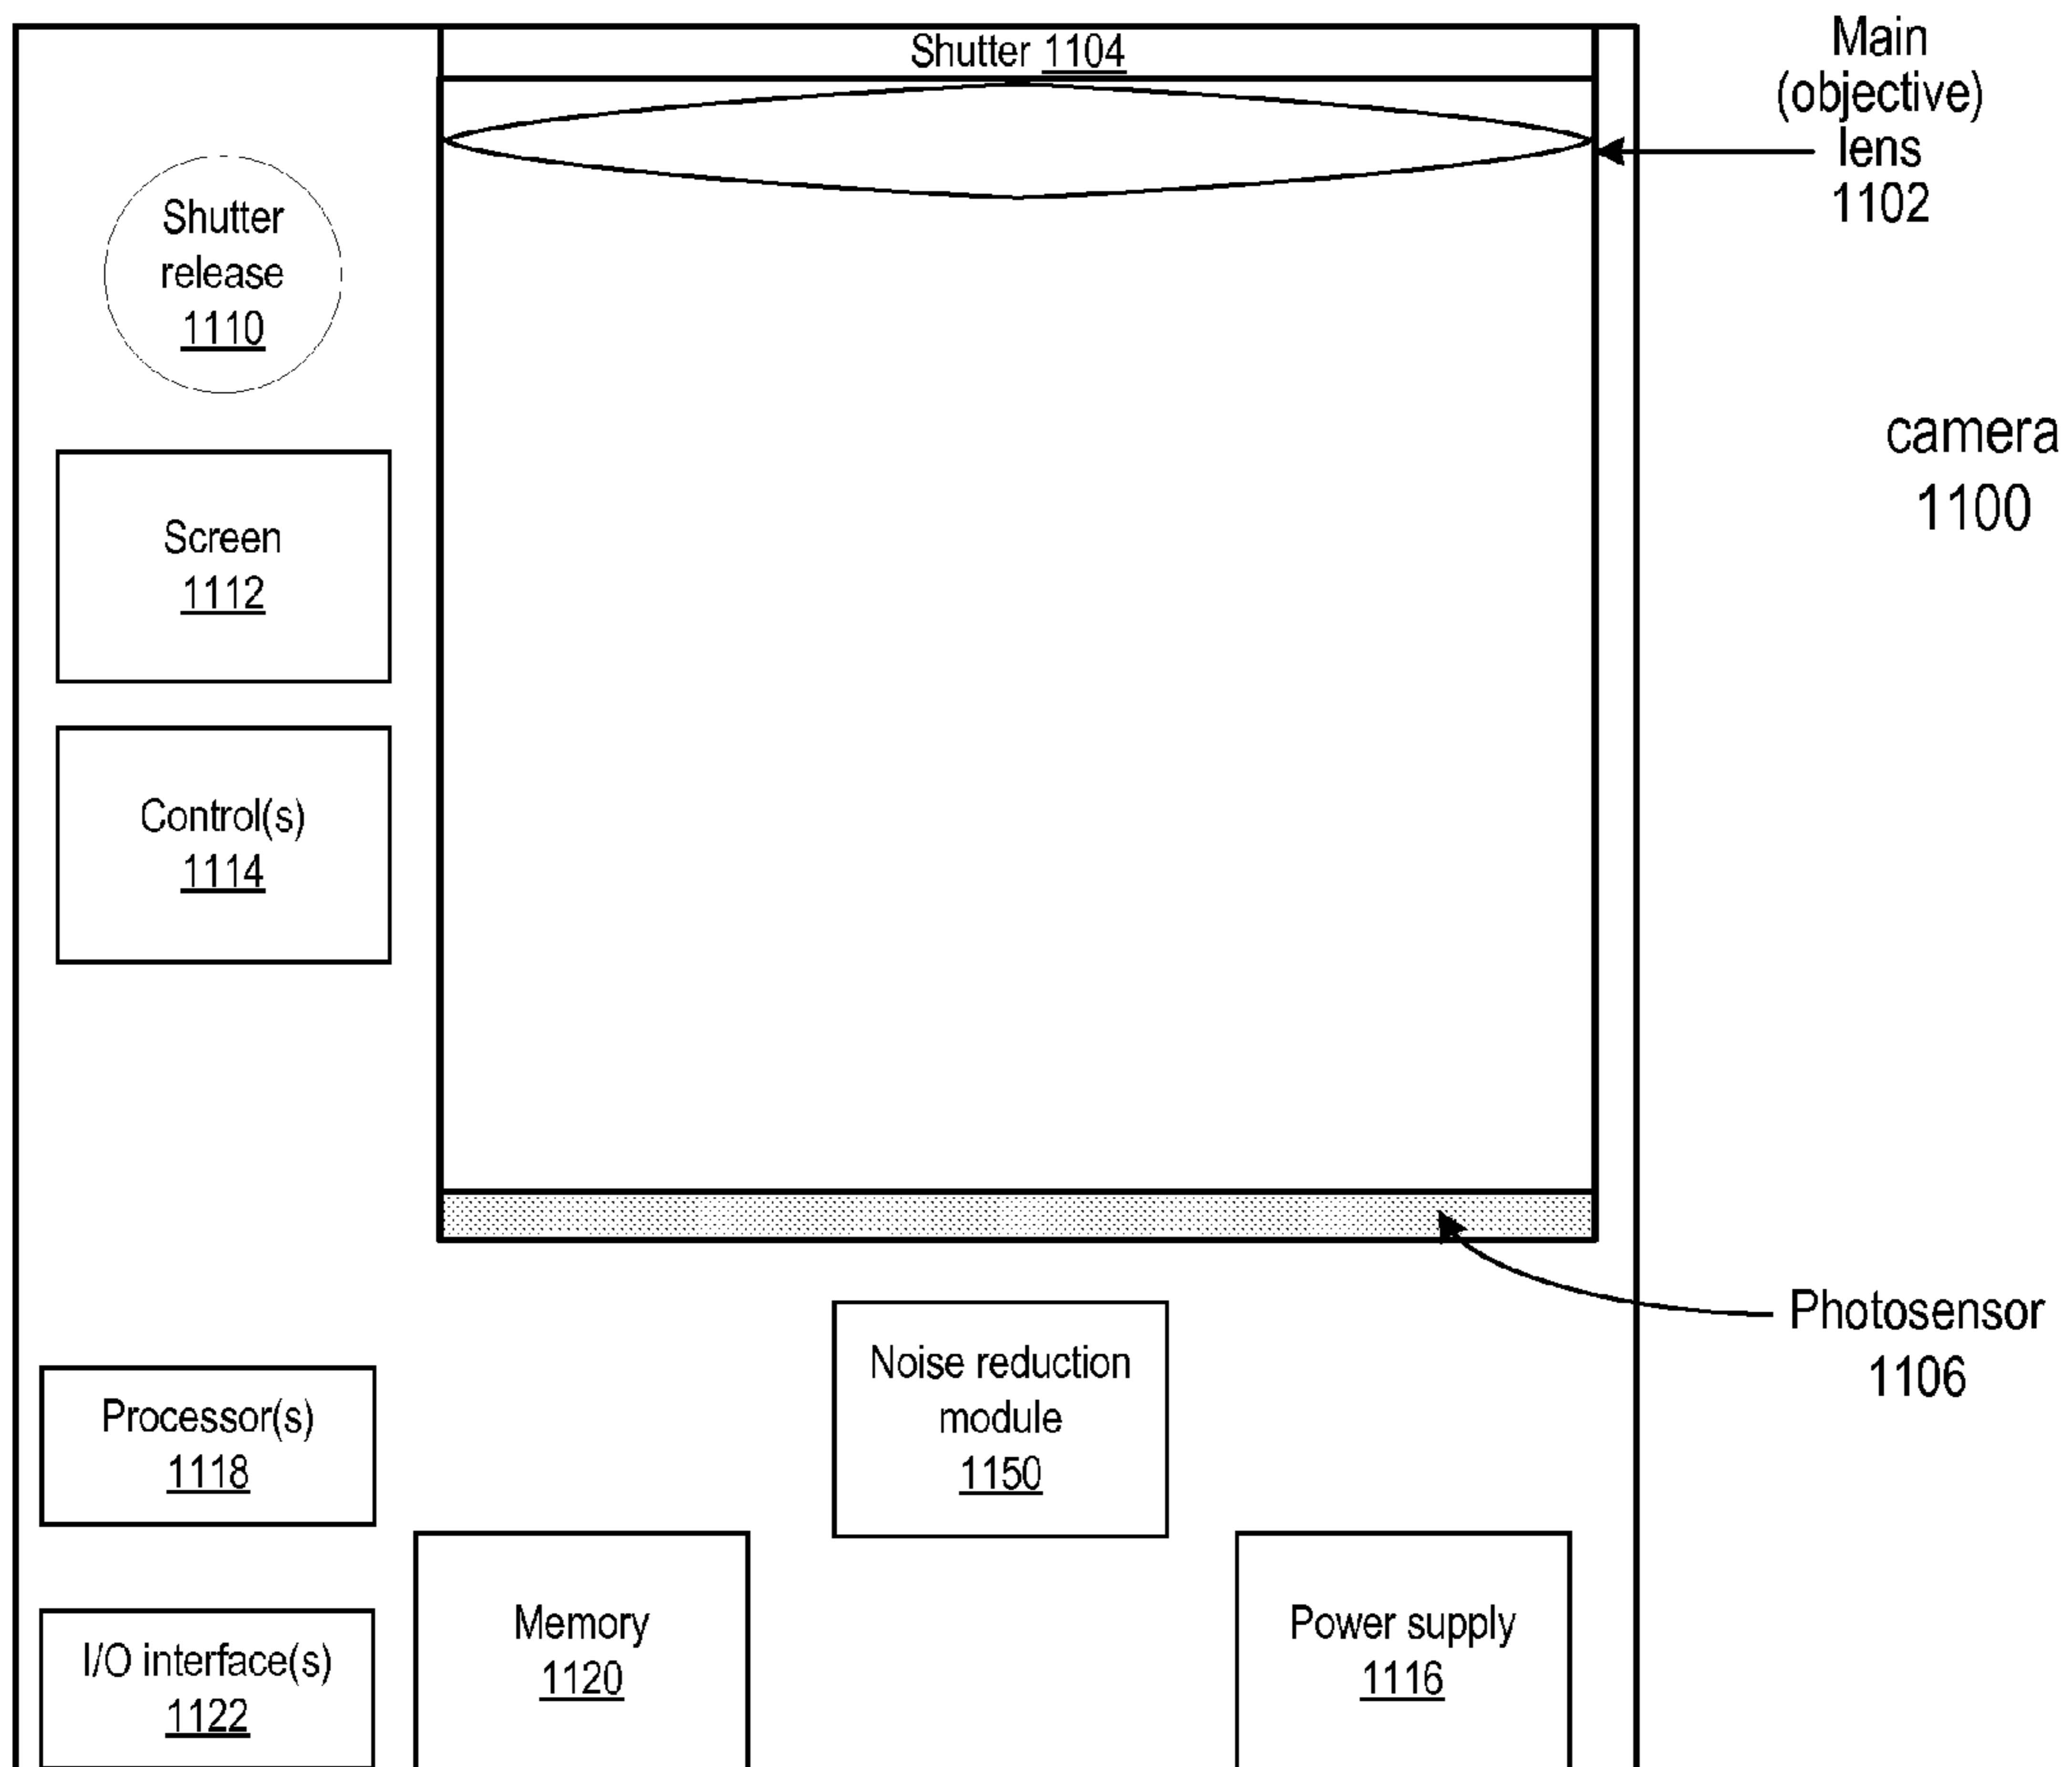 Shutter 1104
Main
(objective)
lens
1102
Shutter
release
1110
camera
1100
Screen
1112
Control(s)
1114
Photosensor
1106
Noise reduction
module
1150
Processor(s)
1118
I/O interface(s)
1122
Memory
1120
Power supply
1116